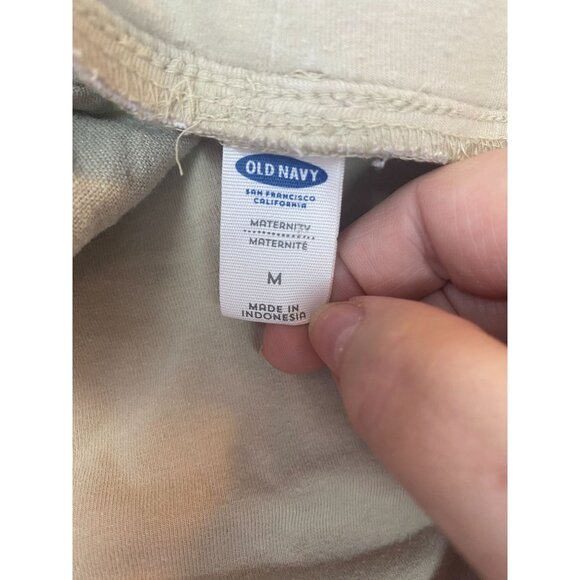 OLD NAVY
SAN FRANCISCO
CALIFORNIA
MATERNITY
MATERNITÉ
M
MADE IN
INDONESIA